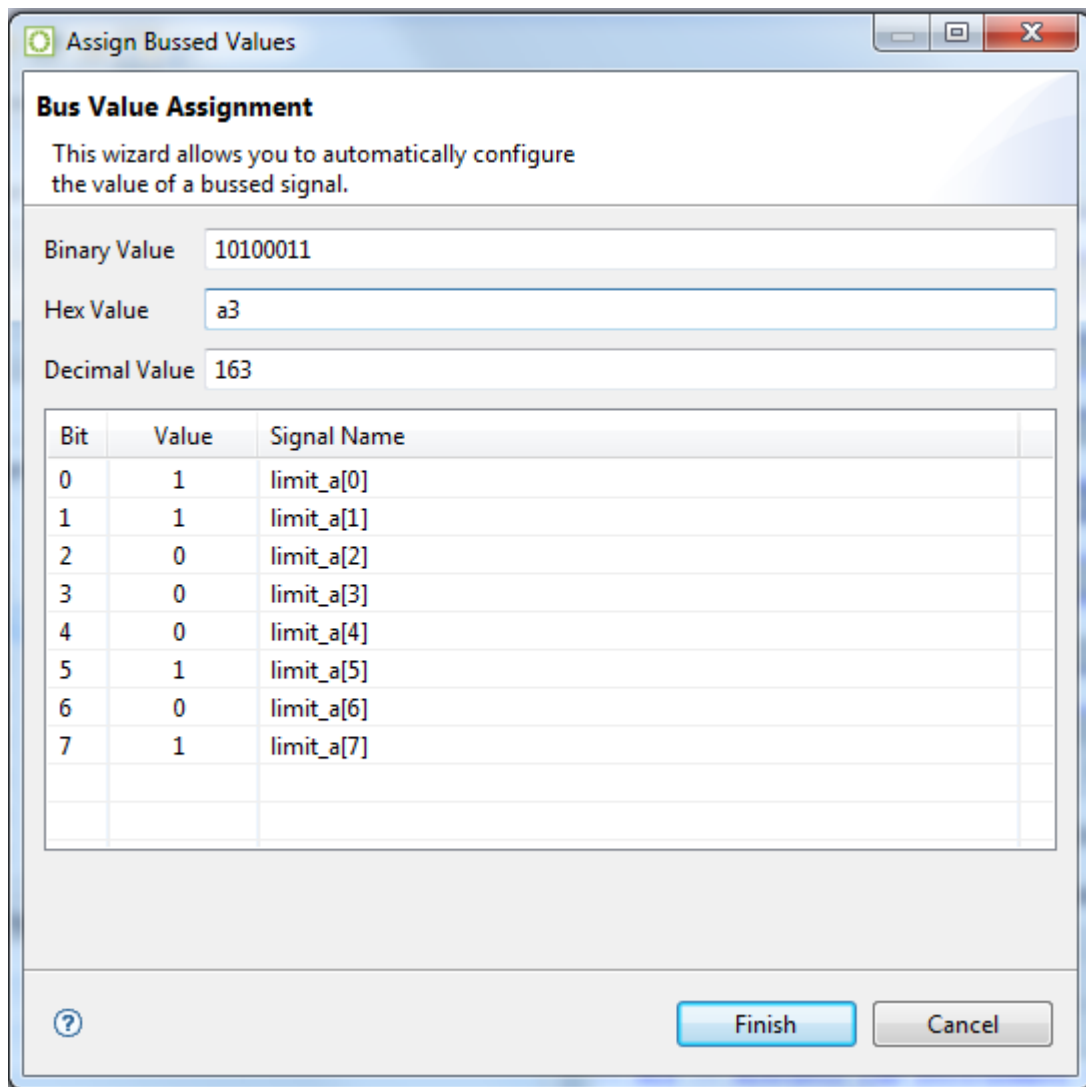 Assign Bussed Values
Bus Value Assignment
This wizard allows you to automatically configure
the value of a bussed signal.
Binary Value 10100011
Hex Value a3
Decimal Value 163
Bit Value Signal Name
0 1 limit_a[0]
1 1 limit_a[1]
2 0 limit_a[2]
3 0 limit_a[3]
4 0 limit_a[4]
5 1 limit_a[5]
6 0 limit_a[6]
7 1 limit_a[7]
? Finish Cancel